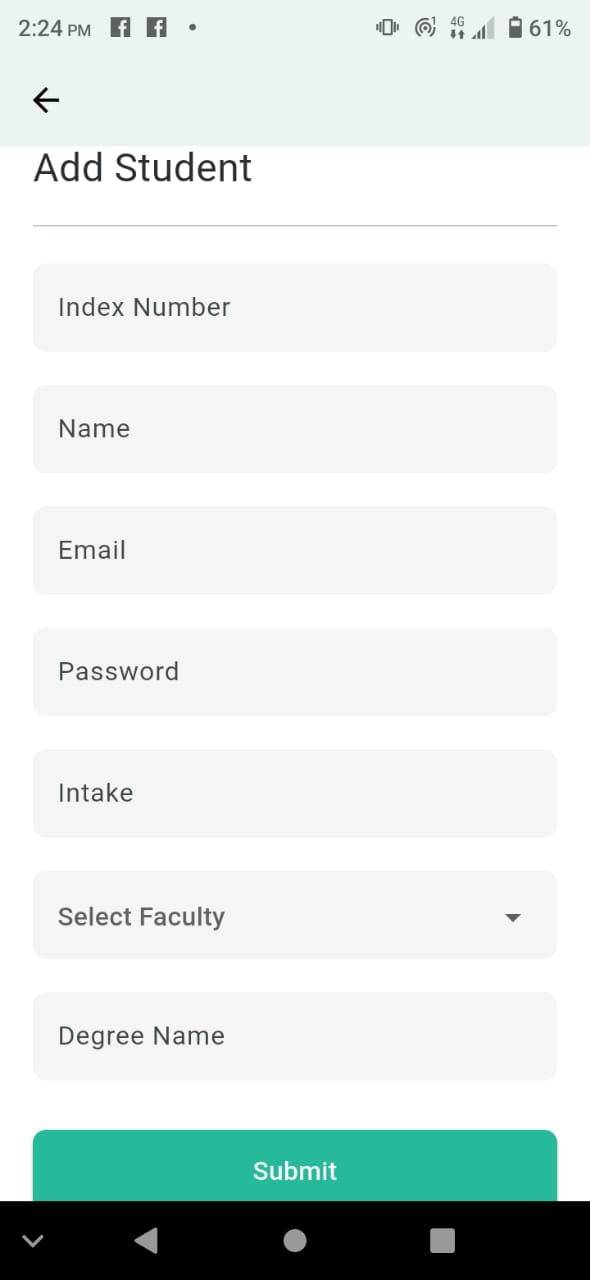 2:24 PM
4G
61%
Add Student
Index Number
Name
Email
Password
Intake
Select Faculty
Degree Name
Submit